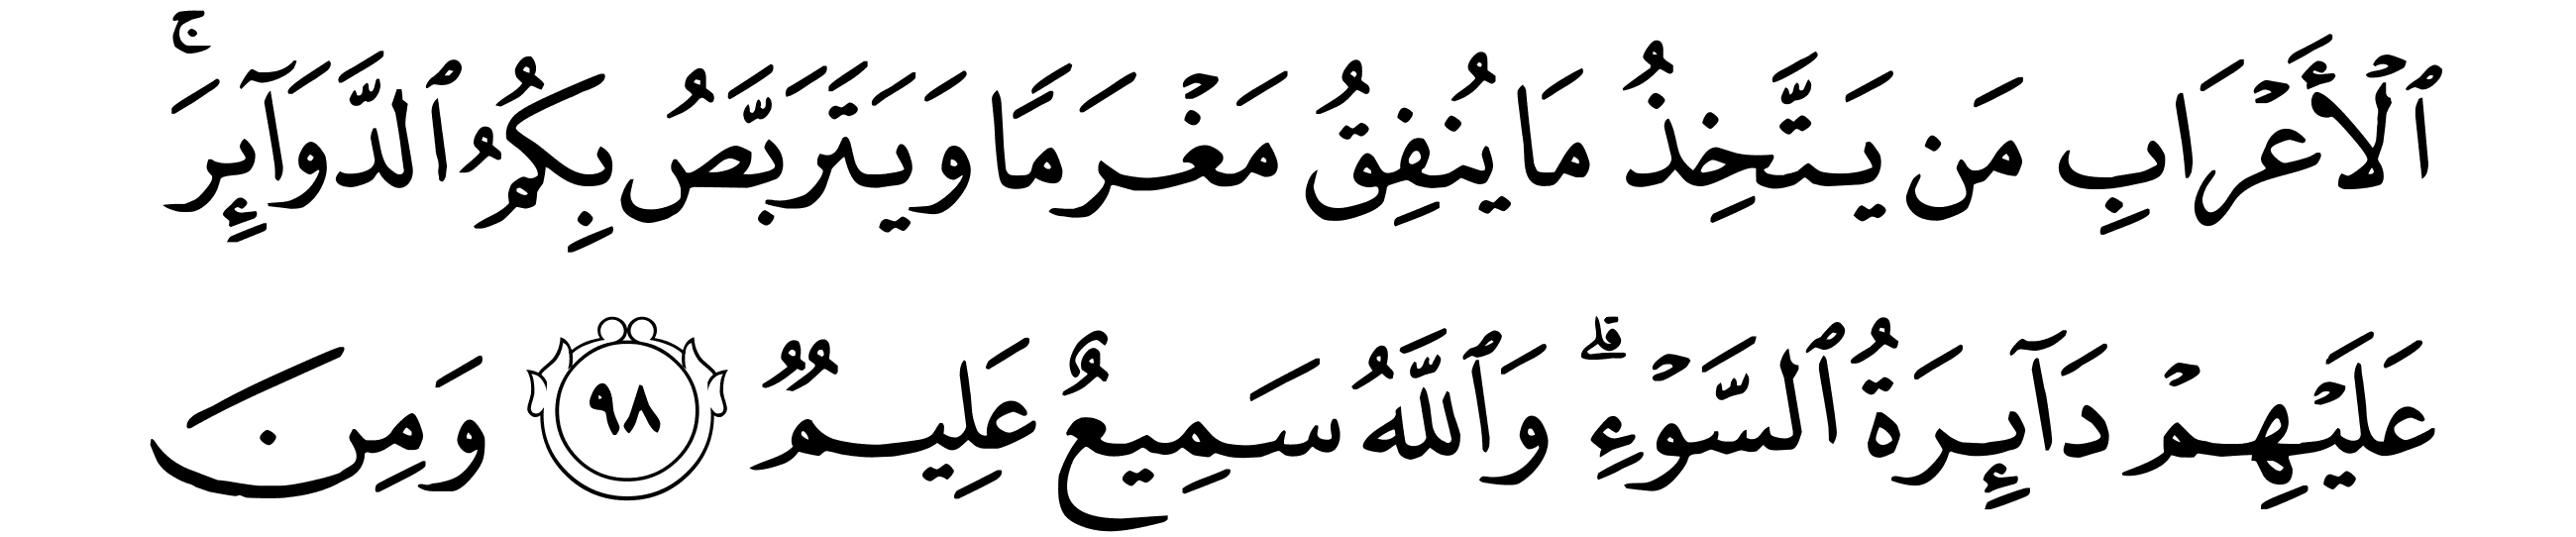 ٱلۡأَعۡرَابِ مَن يَتَّخِذُ مَا يُنفِقُ مَغۡرَمًا وَيَتَرَبَّصُ بِكُمُ ٱلدَّوَآئِرَۚ
عَلَيۡهِمۡ دَآئِرَةُ ٱلسَّوۡءِۗ وَٱللَّهُ سَمِيعٌ عَلِيمٌ ٩٨ وَمِنَ